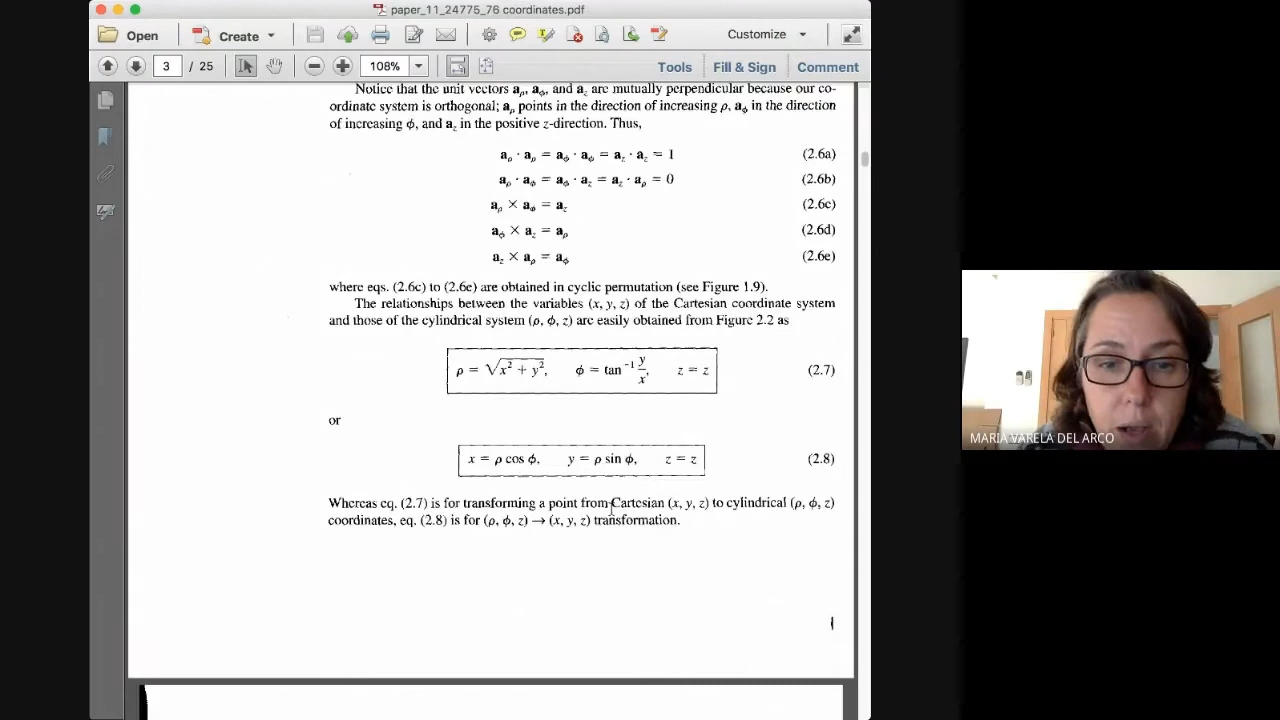 paper_11_24775_76 coordinates.pdf
Open Create Customize
3 / 25 108% Tools Fill & Sign Comment
Notice that the unit vectors aρ, aϕ, and az are mutually perpendicular because our co-
ordinate system is orthogonal; aρ points in the direction of increasing ρ, aϕ in the direction
of increasing ϕ, and az in the positive z-direction. Thus,
aρ · aρ = aϕ · aϕ = az · az = 1 (2.6a)
aρ · aϕ = aϕ · az = az · aρ = 0 (2.6b)
aρ × aϕ = az (2.6c)
aϕ × az = aρ (2.6d)
az × aρ = aϕ (2.6e)
where eqs. (2.6c) to (2.6e) are obtained in cyclic permutation (see Figure 1.9).
The relationships between the variables (x, y, z) of the Cartesian coordinate system
and those of the cylindrical system (ρ, ϕ, z) are easily obtained from Figure 2.2 as
ρ = √x² + y², ϕ = tan⁻¹ y/x, z = z (2.7)
or
x = ρ cos ϕ, y = ρ sin ϕ, z = z (2.8)
Whereas eq. (2.7) is for transforming a point from Cartesian (x, y, z) to cylindrical (ρ, ϕ, z)
coordinates, eq. (2.8) is for (ρ, ϕ, z) → (x, y, z) transformation.
MARIA VARELA DEL ARCO